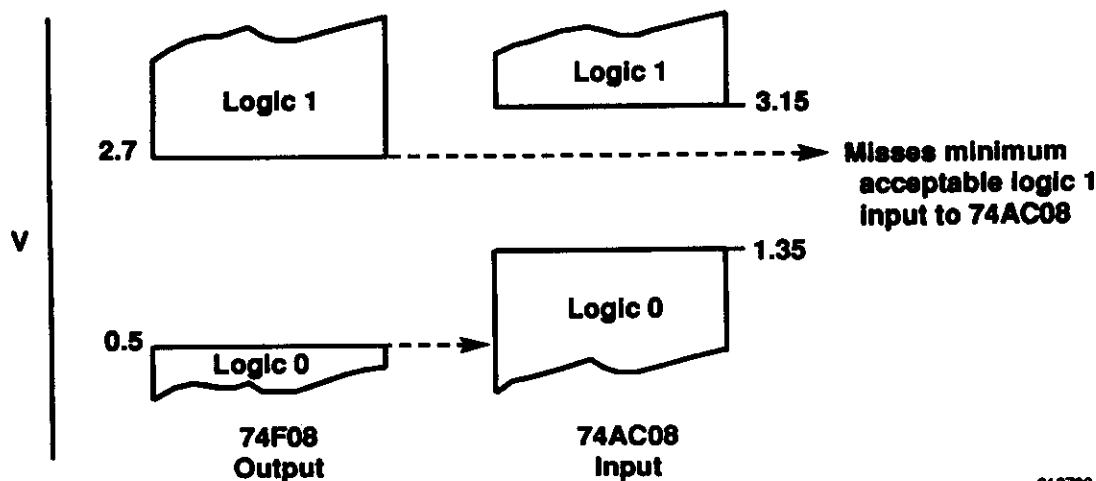 Logic 1
Logic 1
3.15
2.7
Misses minimum
acceptable logic 1
input to 74AC08
V
1.35
Logic 0
0.5
Logic 0
74F08
Output
74AC08
Input